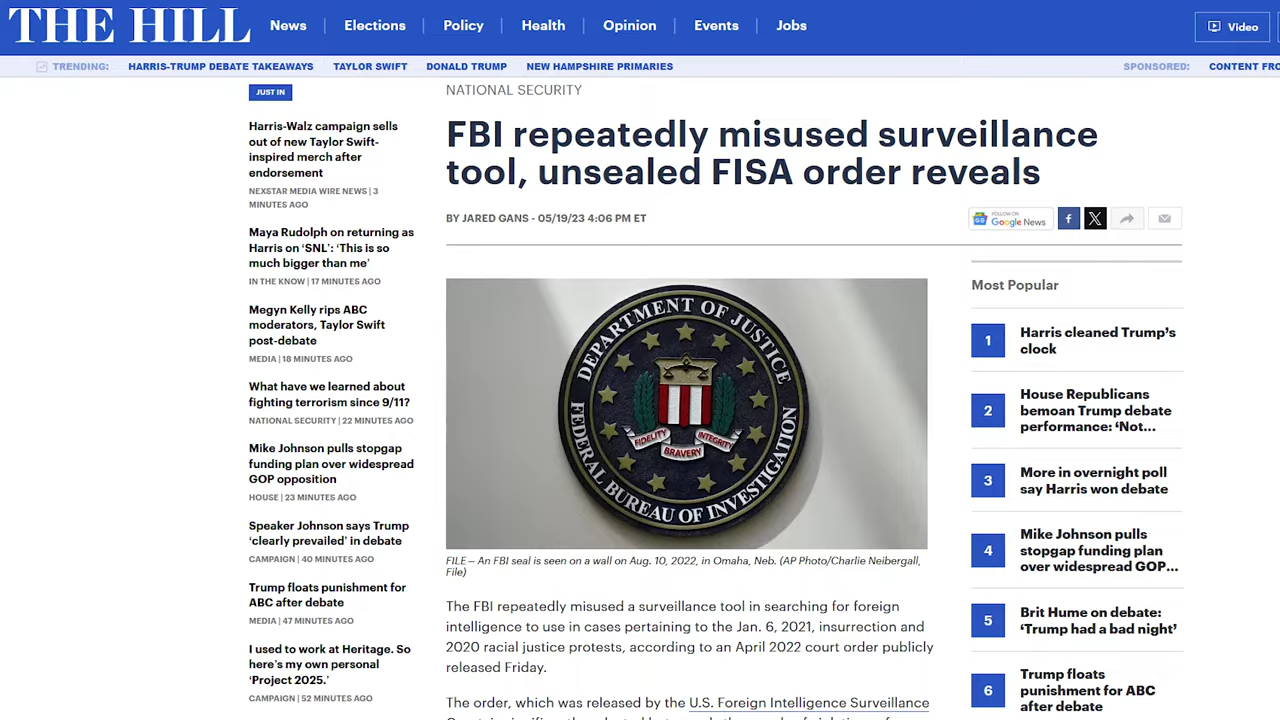 THE HILL
News
Elections
Policy
Health
Opinion
Events
Jobs
Video
TRENDING:
HARRIS-TRUMP DEBATE TAKEAWAYS
TAYLOR SWIFT
DONALD TRUMP
NEW HAMPSHIRE PRIMARIES
SPONSORED:
CONTENT FRO
JUST IN
Harris-Walz campaign sells
out of new Taylor Swift-
inspired merch after
endorsement
NEXSTAR MEDIA WIRE NEWS | 3
MINUTES AGO
Maya Rudolph on returning as
Harris on ‘SNL’: ‘This is so
much bigger than me’
IN THE KNOW | 17 MINUTES AGO
Megyn Kelly rips ABC
moderators, Taylor Swift
post-debate
MEDIA | 18 MINUTES AGO
What have we learned about
fighting terrorism since 9/11?
NATIONAL SECURITY | 22 MINUTES AGO
Mike Johnson pulls stopgap
funding plan over widespread
GOP opposition
HOUSE | 23 MINUTES AGO
Speaker Johnson says Trump
‘clearly prevailed’ in debate
CAMPAIGN | 40 MINUTES AGO
Trump floats punishment for
ABC after debate
MEDIA | 47 MINUTES AGO
I used to work at Heritage. So
here’s my own personal
‘Project 2025.’
CAMPAIGN | 52 MINUTES AGO
NATIONAL SECURITY
FBI repeatedly misused surveillance
tool, unsealed FISA order reveals
BY JARED GANS - 05/19/23 4:06 PM ET
FOLLOW ON
Google News
DEPARTMENT OF JUSTICE
FIDELITY
BRAVERY
INTEGRITY
FEDERAL BUREAU OF INVESTIGATION
FILE – An FBI seal is seen on a wall on Aug. 10, 2022, in Omaha, Neb. (AP Photo/Charlie Neibergall,
File)
The FBI repeatedly misused a surveillance tool in searching for foreign
intelligence to use in cases pertaining to the Jan. 6, 2021, insurrection and
2020 racial justice protests, according to an April 2022 court order publicly
released Friday.
The order, which was released by the U.S. Foreign Intelligence Surveillance
Most Popular
1
Harris cleaned Trump’s
clock
2
House Republicans
bemoan Trump debate
performance: ‘Not...
3
More in overnight poll
say Harris won debate
4
Mike Johnson pulls
stopgap funding plan
over widespread GOP...
5
Brit Hume on debate:
‘Trump had a bad night’
6
Trump floats
punishment for ABC
after debate